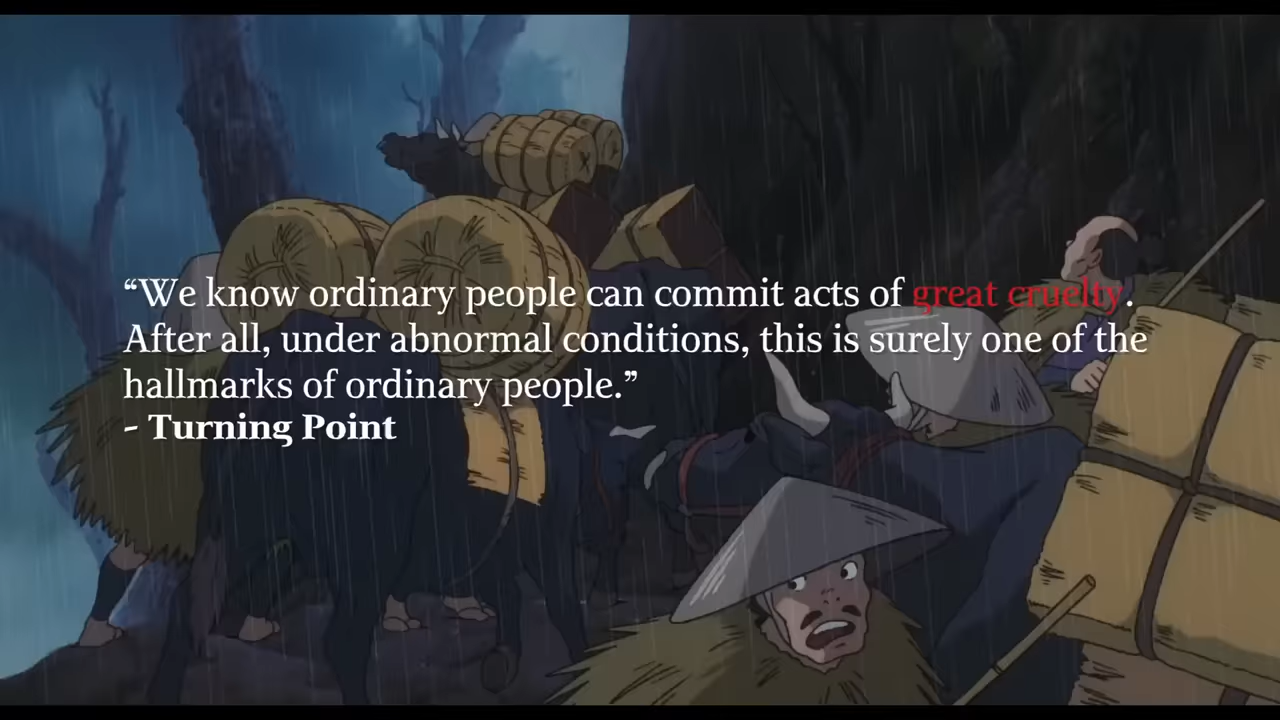 “We know ordinary people can commit acts of great cruelty.
After all, under abnormal conditions, this is surely one of the
hallmarks of ordinary people.”
- Turning Point